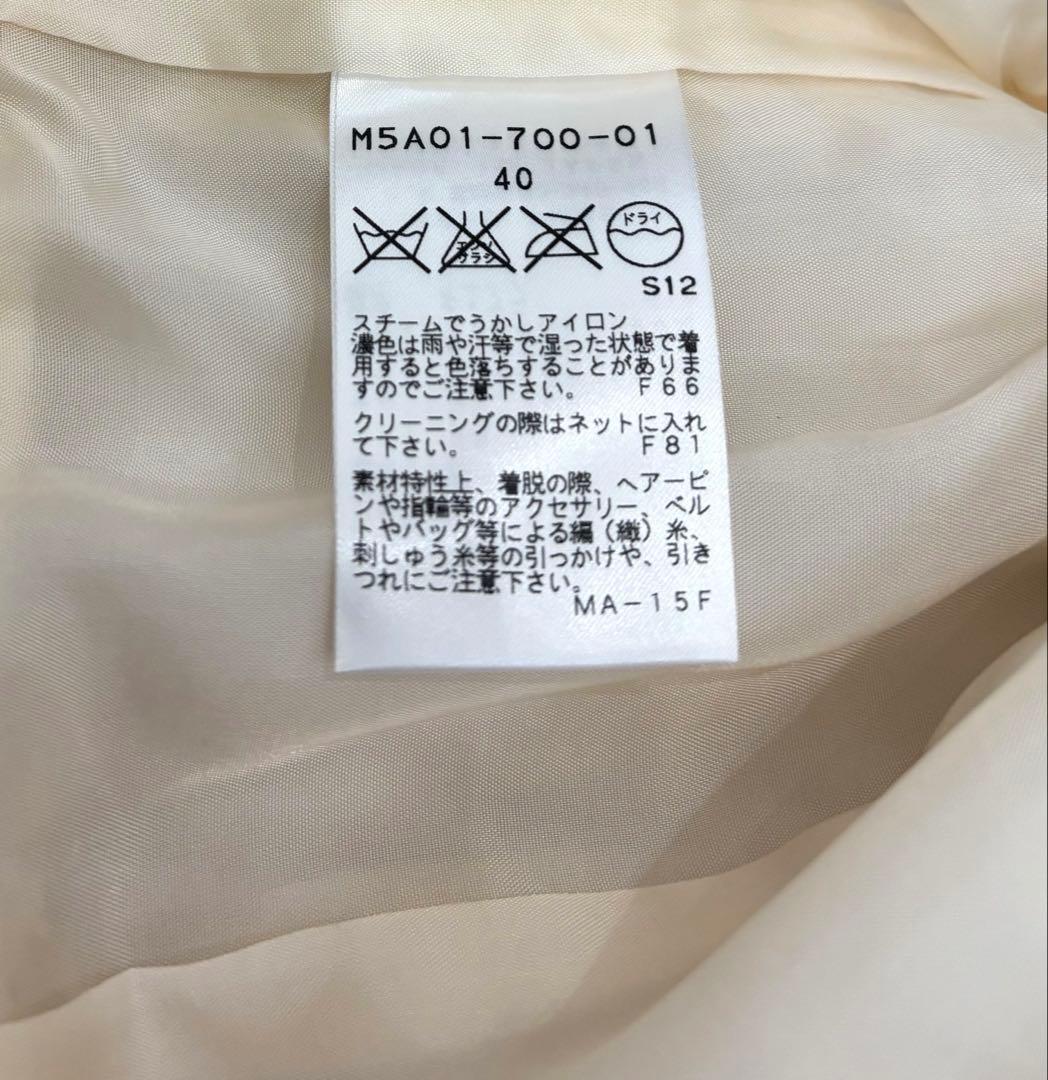 M5A01-700-01
40
エンソ
サラシ
ドライ
S12
スチームでうかしアイロン
濃色は雨や汗等で湿った状態で着
用すると色落ちすることがありま
すのでご注意下さい。 F66
クリーニングの際はネットに入れ
て下さい。 F81
素材特性上、着脱の際、ヘアーピ
ンや指輪等のアクセサリー、ベル
トやバッグ等による編（織）糸、
刺しゅう糸等の引っかけや、引き
つれにご注意下さい。
MA-15F